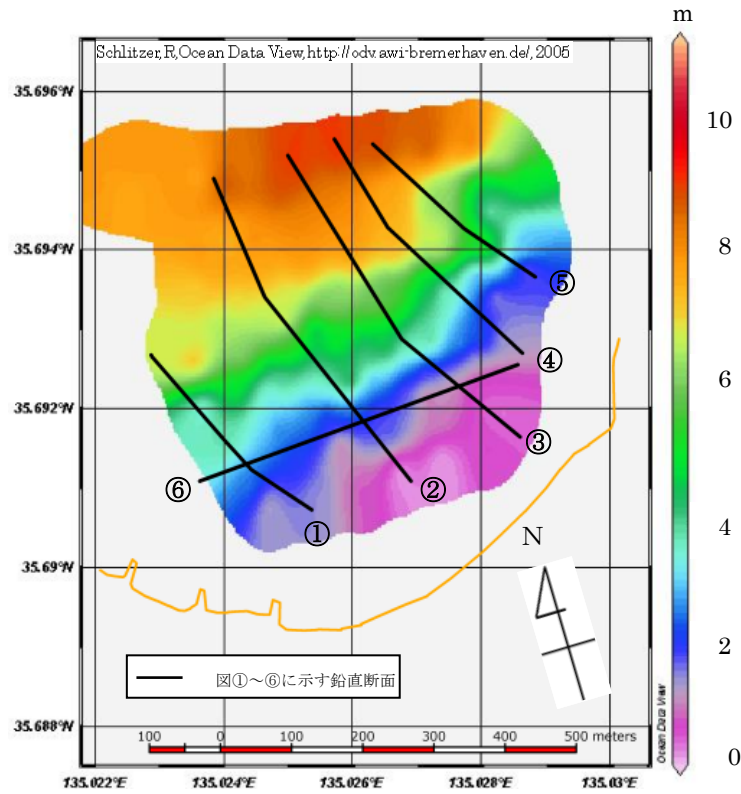 m
Schlitzer,R,Ocean Data View,http://odv.awi-bremerhaven.de/,2005
35.696°W
10
35.694°W
8
⑤
④
6
35.692°W
③
⑥
②
①
4
N
35.69°W
2
図①~⑥に示す鉛直断面
35.688°W
100 0 100 200 300 400 500 meters
Ocean Data View
0
135.022°E 135.024°E 135.026°E 135.028°E 135.03°E